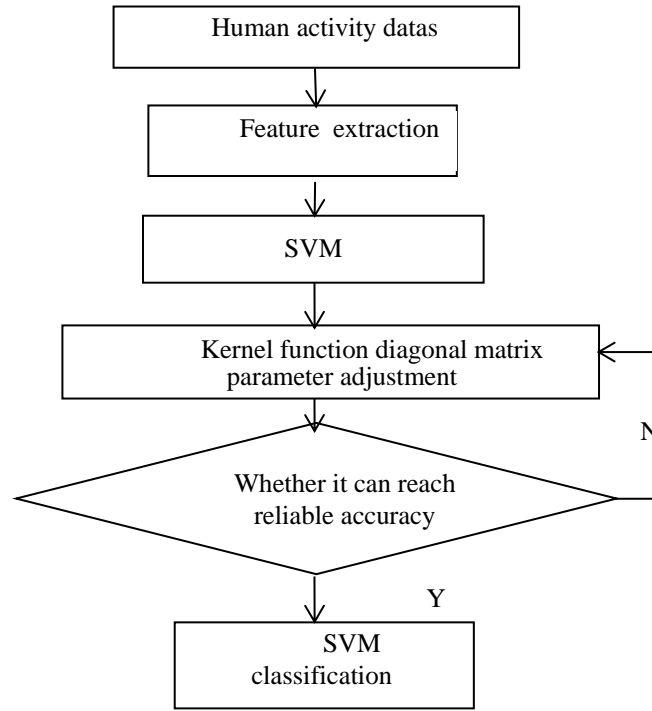 Human activity datas
Feature extraction
SVM
Kernel function diagonal matrix
parameter adjustment
N
Whether it can reach
reliable accuracy
Y
SVM
classification